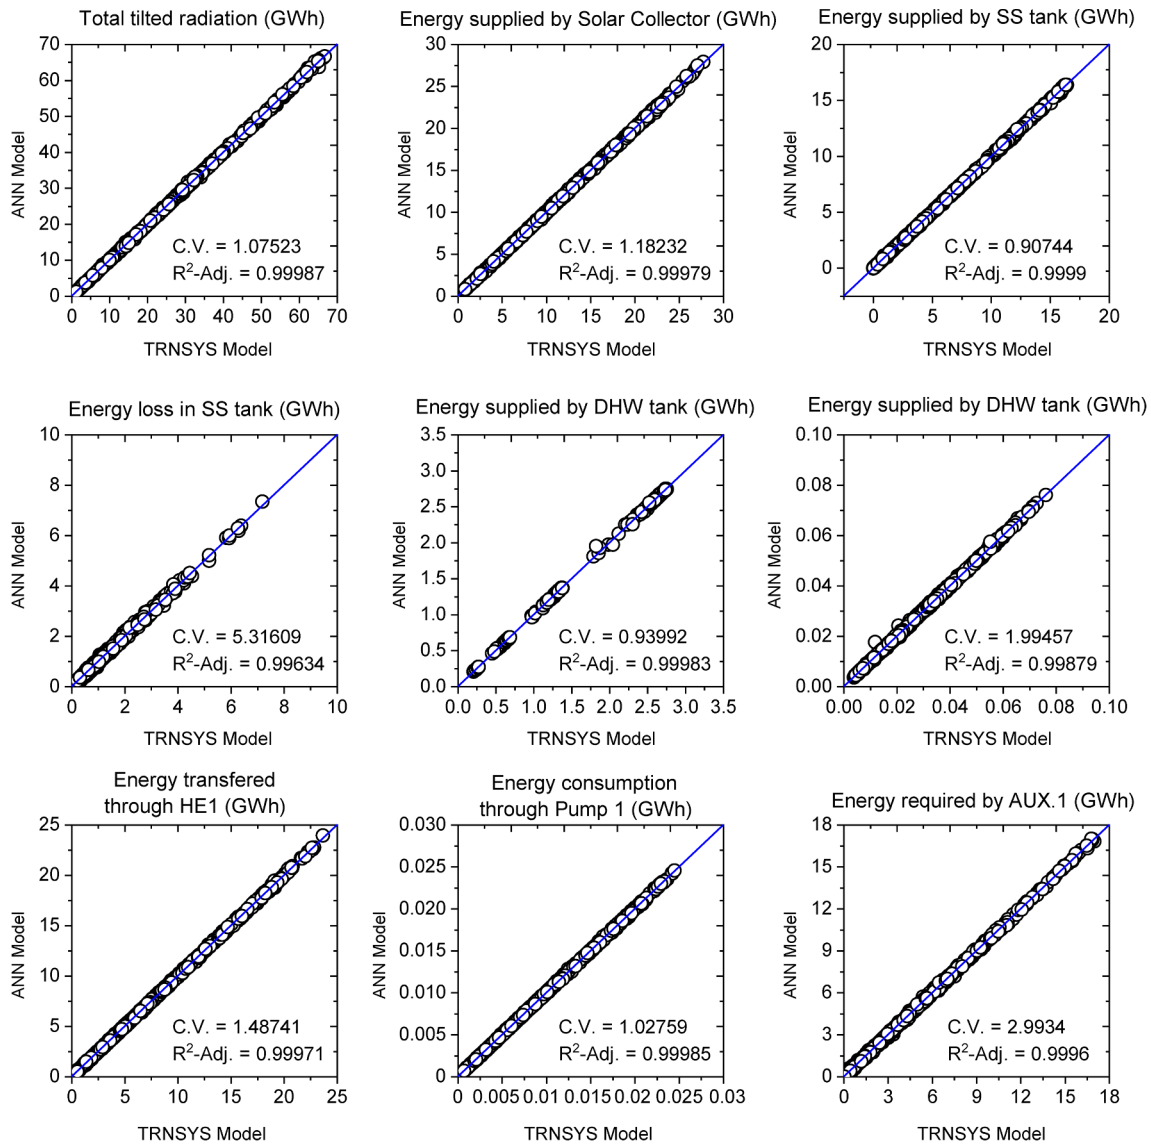 Total tilted radiation (GWh)
70
60
50
40
30
20
10
0
ANN Model
C.V. = 1.07523
R²-Adj. = 0.99987
0 10 20 30 40 50 60 70
TRNSYS Model
Energy supplied by Solar Collector (GWh)
30
25
20
15
10
5
0
ANN Model
C.V. = 1.18232
R²-Adj. = 0.99979
0 5 10 15 20 25 30
TRNSYS Model
Energy supplied by SS tank (GWh)
20
15
10
5
0
ANN Model
C.V. = 0.90744
R²-Adj. = 0.9999
0 5 10 15 20
TRNSYS Model
Energy loss in SS tank (GWh)
10
8
6
4
2
0
ANN Model
C.V. = 5.31609
R²-Adj. = 0.99634
0 2 4 6 8 10
TRNSYS Model
Energy supplied by DHW tank (GWh)
3.5
3.0
2.5
2.0
1.5
1.0
0.5
0.0
ANN Model
C.V. = 0.93992
R²-Adj. = 0.99983
0.0 0.5 1.0 1.5 2.0 2.5 3.0 3.5
TRNSYS Model
Energy supplied by DHW tank (GWh)
0.10
0.08
0.06
0.04
0.02
0.00
ANN Model
C.V. = 1.99457
R²-Adj. = 0.99879
0.00 0.02 0.04 0.06 0.08 0.10
TRNSYS Model
Energy transfered
through HE1 (GWh)
25
20
15
10
5
0
ANN Model
C.V. = 1.48741
R²-Adj. = 0.99971
0 5 10 15 20 25
TRNSYS Model
Energy consumption
through Pump 1 (GWh)
0.030
0.025
0.020
0.015
0.010
0.005
0
ANN Model
C.V. = 1.02759
R²-Adj. = 0.99985
0 0.005 0.01 0.015 0.02 0.025 0.03
TRNSYS Model
Energy required by AUX.1 (GWh)
18
15
12
9
6
3
0
ANN Model
C.V. = 2.9934
R²-Adj. = 0.9996
0 3 6 9 12 15 18
TRNSYS Model